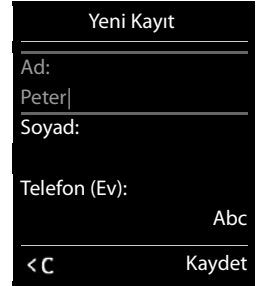 Yeni Kayıt
Ad:
Peter
Soyad:
Telefon (Ev):
Abc
<C Kaydet